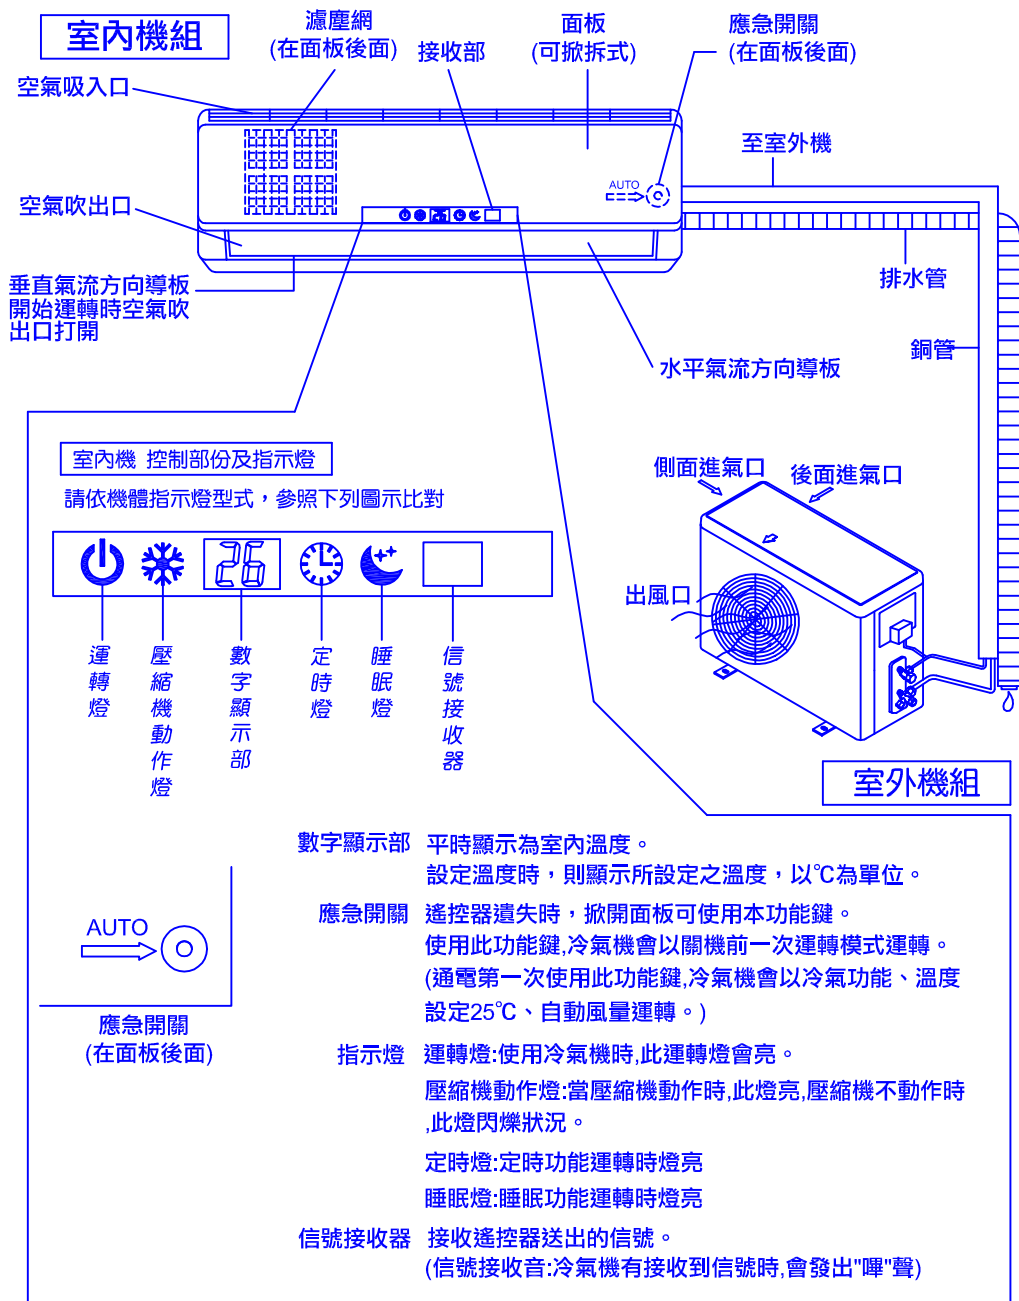 室內機組
濾塵網
(在面板後面)
接收部
面板
(可掀拆式)
應急開關
(在面板後面)
空氣吸入口
至室外機
AUTO
空氣吹出口
26
排水管
垂直氣流方向導板
開始運轉時空氣吹
出口打開
銅管
水平氣流方向導板
室內機 控制部份及指示燈
請依機體指示燈型式，參照下列圖示比對
側面進氣口
後面進氣口
26
出風口
運轉燈
壓縮機動作燈
數字顯示部
定時燈
睡眠燈
信號接收器
室外機組
數字顯示部 平時顯示為室內溫度。
設定溫度時，則顯示所設定之溫度，以℃為單位。
應急開關 遙控器遺失時，掀開面板可使用本功能鍵。
使用此功能鍵,冷氣機會以關機前一次運轉模式運轉。
(通電第一次使用此功能鍵,冷氣機會以冷氣功能、溫度
設定25℃、自動風量運轉。)
AUTO
應急開關
(在面板後面)
指示燈 運轉燈:使用冷氣機時,此運轉燈會亮。
壓縮機動作燈:當壓縮機動作時,此燈亮,壓縮機不動作時
,此燈閃爍狀況。
定時燈:定時功能運轉時燈亮
睡眠燈:睡眠功能運轉時燈亮
信號接收器 接收遙控器送出的信號。
(信號接收音:冷氣機有接收到信號時,會發出"嗶"聲)